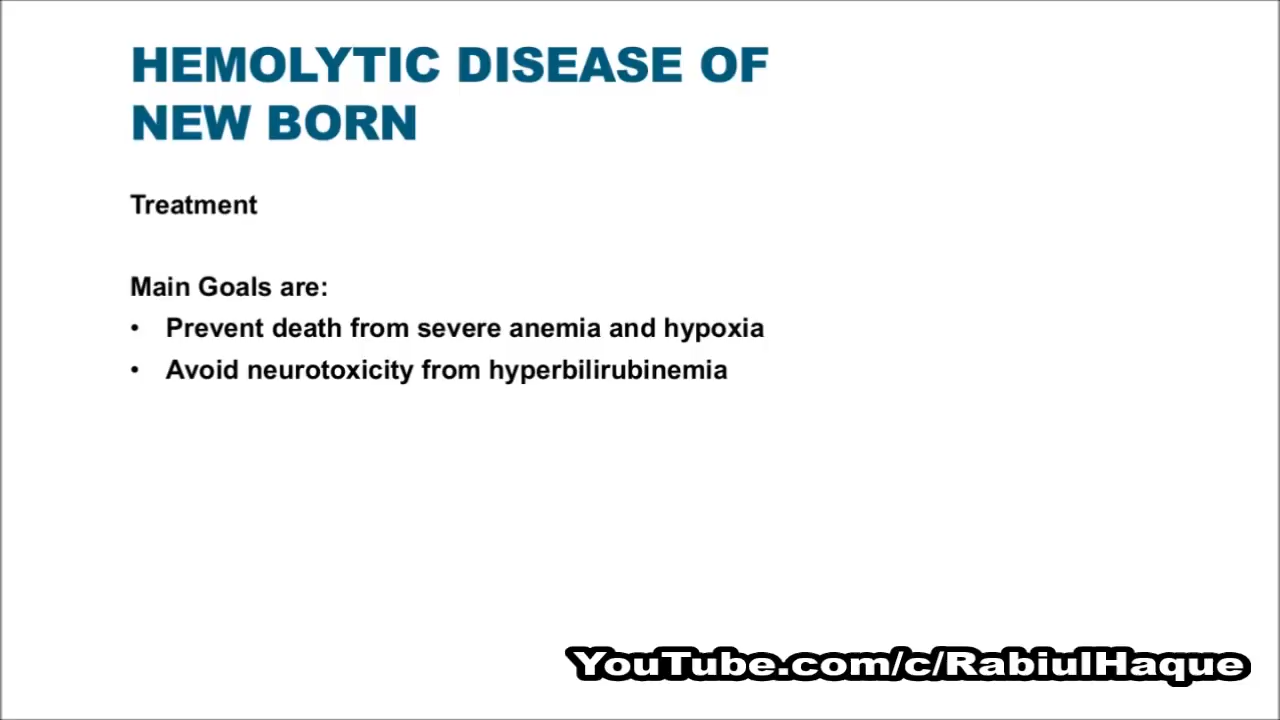 HEMOLYTIC DISEASE OF
NEW BORN
Treatment
Main Goals are:
• Prevent death from severe anemia and hypoxia
• Avoid neurotoxicity from hyperbilirubinemia
YouTube.com/c/RabiulHaque